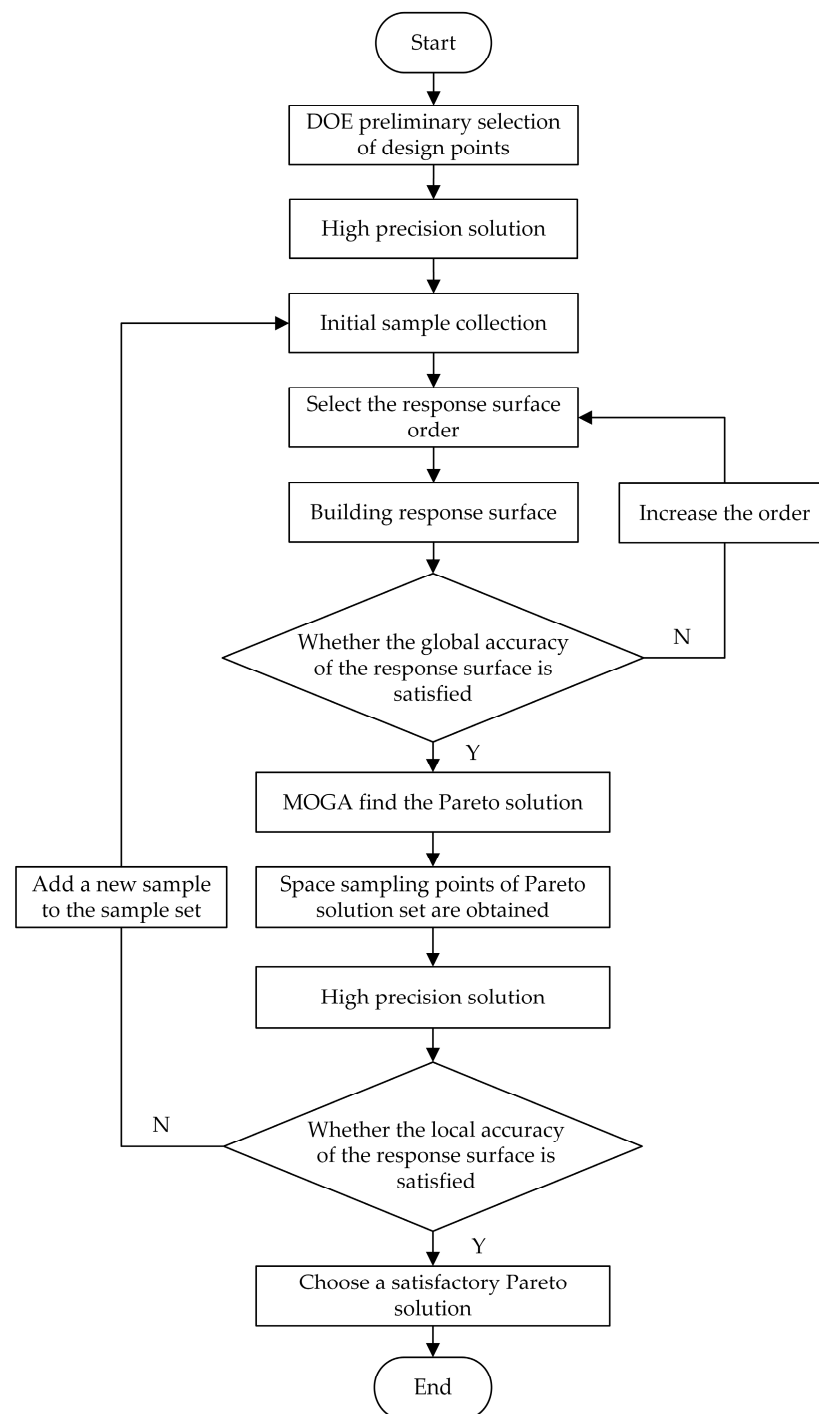 Start
DOE preliminary selection
of design points
High precision solution
Initial sample collection
Select the response surface
order
Building response surface
Increase the order
Whether the global accuracy
of the response surface is
satisfied
N
Y
MOGA find the Pareto solution
Add a new sample
to the sample set
Space sampling points of Pareto
solution set are obtained
High precision solution
N
Whether the local accuracy
of the response surface is
satisfied
Y
Choose a satisfactory Pareto
solution
End